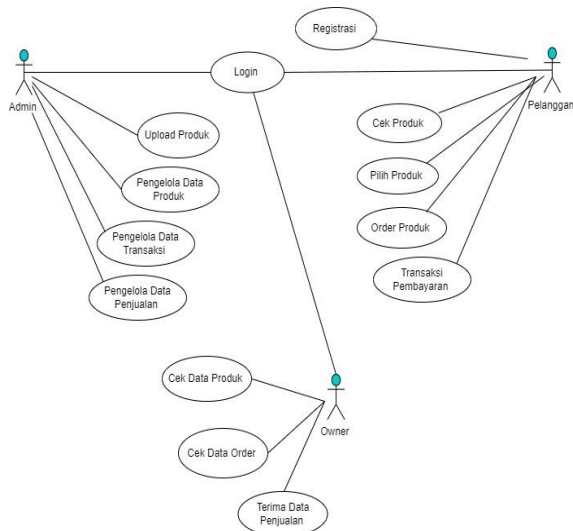 Registrasi
Login
Admin
Pelanggan
Upload Produk
Cek Produk
Pengelola Data
Produk
Pilih Produk
Order Produk
Pengelola Data
Transaksi
Transaksi
Pembayaran
Pengelola Data
Penjualan
Cek Data Produk
Owner
Cek Data Order
Terima Data
Penjualan